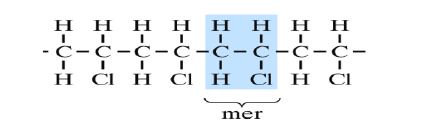 H H H H H H H H
- C – C – C – C – C – C – C – C –
H Cl H Cl H Cl H Cl
mer